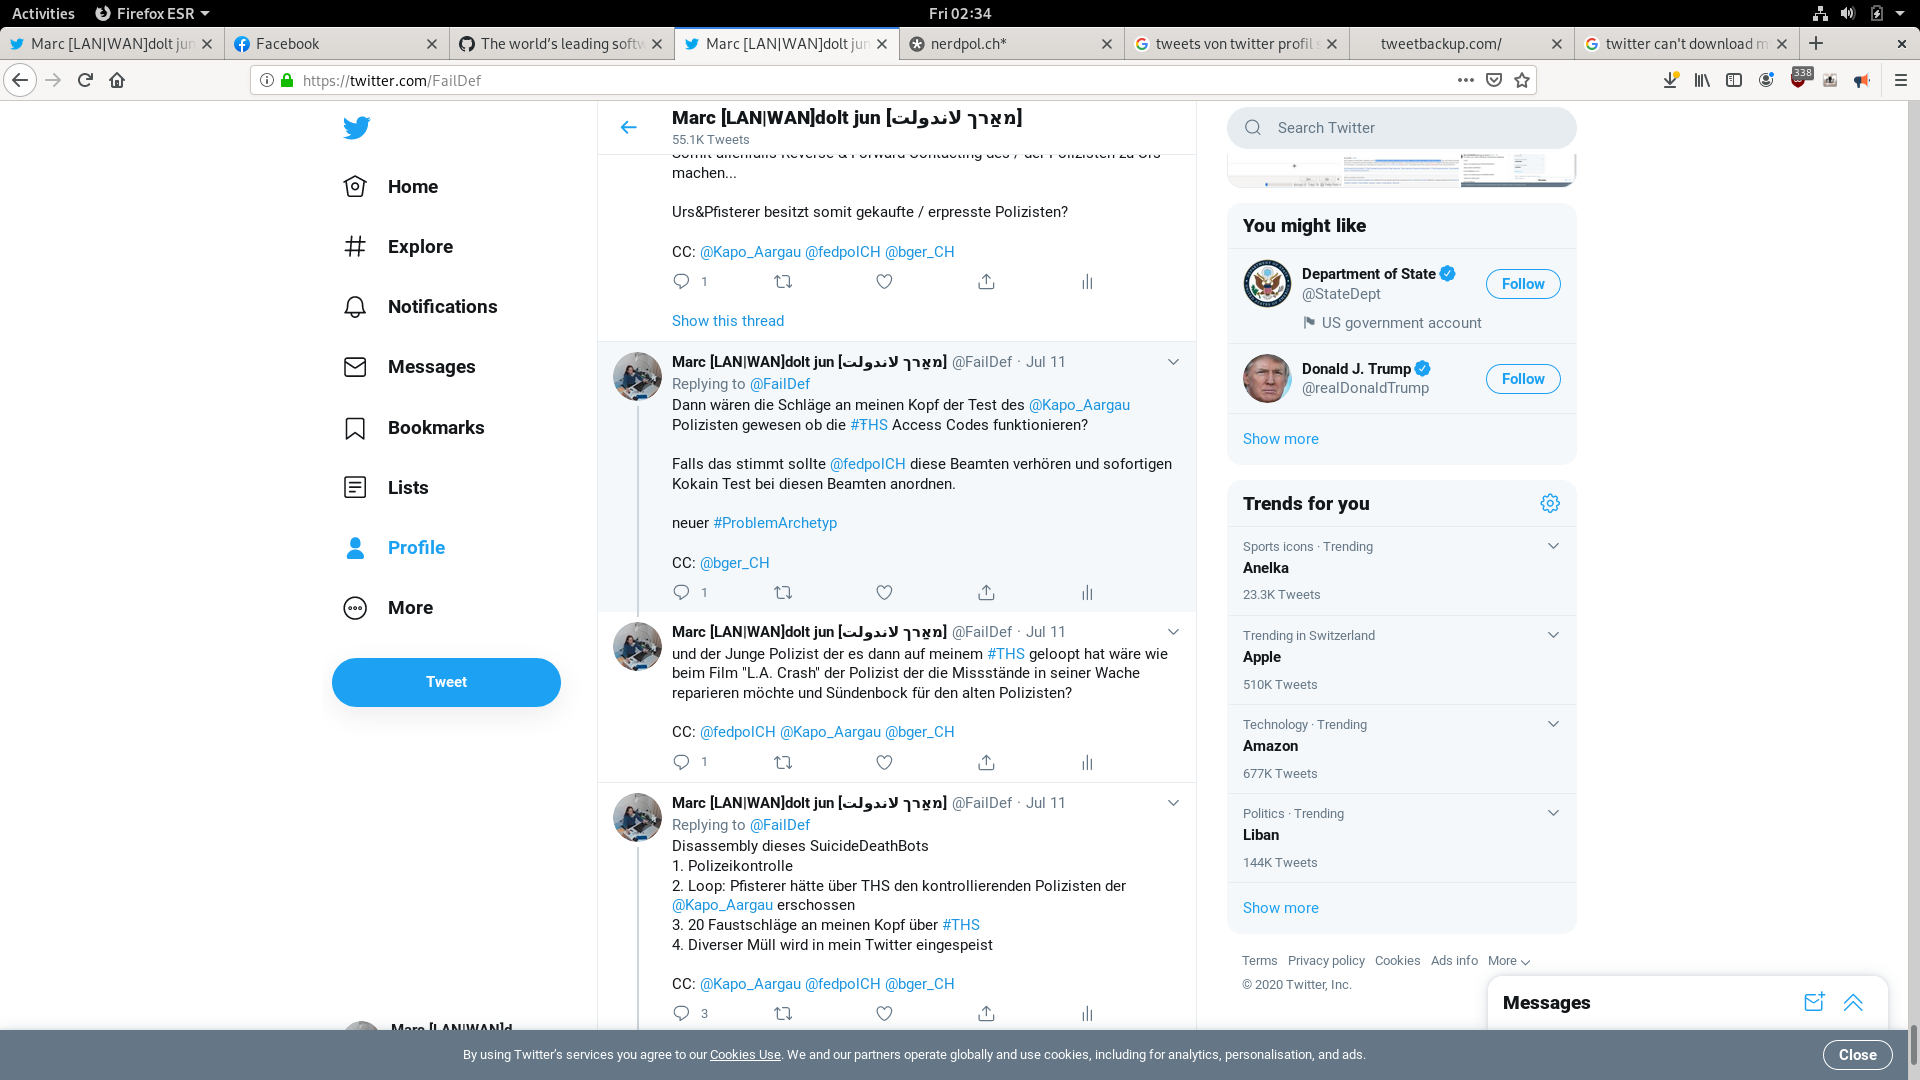 Activities
Firefox ESR
Fri 02:34
Marc [LAN|WAN]dolt jun
Facebook
The world's leading softw
Marc [LAN|WAN]dolt jun
nerdpol.ch*
tweets von twitter profil s
tweetbackup.com/
twitter can't download m
https://twitter.com/FailDef
338
Marc [LAN|WAN]dolt jun [מאַרך לאندולت]
55.1K Tweets
Home
Explore
Notifications
Messages
Bookmarks
Lists
Profile
More
Tweet
Somit allenfalls Reverse & Forward Contacting des / der Polizisten zu Urs
machen...
Urs&Pfisterer besitzt somit gekaufte / erpresste Polizisten?
CC: @Kapo_Aargau @fedpolCH @bger_CH
1
Show this thread
Marc [LAN|WAN]dolt jun @FailDef · Jul 11
Replying to @FailDef
Dann wären die Schläge an meinen Kopf der Test des @Kapo_Aargau
Polizisten gewesen ob die #ŦHS Access Codes funktionieren?
Falls das stimmt sollte @fedpolCH diese Beamten verhören und sofortigen
Kokain Test bei diesen Beamten anordnen.
neuer #ProblemArchetyp
CC: @bger_CH
1
Marc [LAN|WAN]dolt jun @FailDef · Jul 11
und der Junge Polizist der es dann auf meinem #THS geloopt hat wäre wie
beim Film "L.A. Crash" der Polizist der die Missstände in seiner Wache
reparieren möchte und Sündenbock für den alten Polizisten?
CC: @fedpolCH @Kapo_Aargau @bger_CH
1
Marc [LAN|WAN]dolt jun @FailDef · Jul 11
Replying to @FailDef
Disassembly dieses SuicideDeathBots
1. Polizeikontrolle
2. Loop: Pfisterer hätte über THS den kontrollierenden Polizisten der
@Kapo_Aargau erschossen
3. 20 Faustschläge an meinen Kopf über #THS
4. Diverser Müll wird in mein Twitter eingespeist
CC: @Kapo_Aargau @fedpolCH @bger_CH
3
Search Twitter
You might like
Department of State
@StateDept
Follow
US government account
Donald J. Trump
@realDonaldTrump
Follow
Show more
Trends for you
Sports icons · Trending
Anelka
23.3K Tweets
Trending in Switzerland
Apple
510K Tweets
Technology · Trending
Amazon
677K Tweets
Politics · Trending
Liban
144K Tweets
Show more
Terms Privacy policy Cookies Ads info More
© 2020 Twitter, Inc.
Messages
Marc [LAN|WAN]d
By using Twitter's services you agree to our Cookies Use. We and our partners operate globally and use cookies, including for analytics, personalisation, and ads.
Close